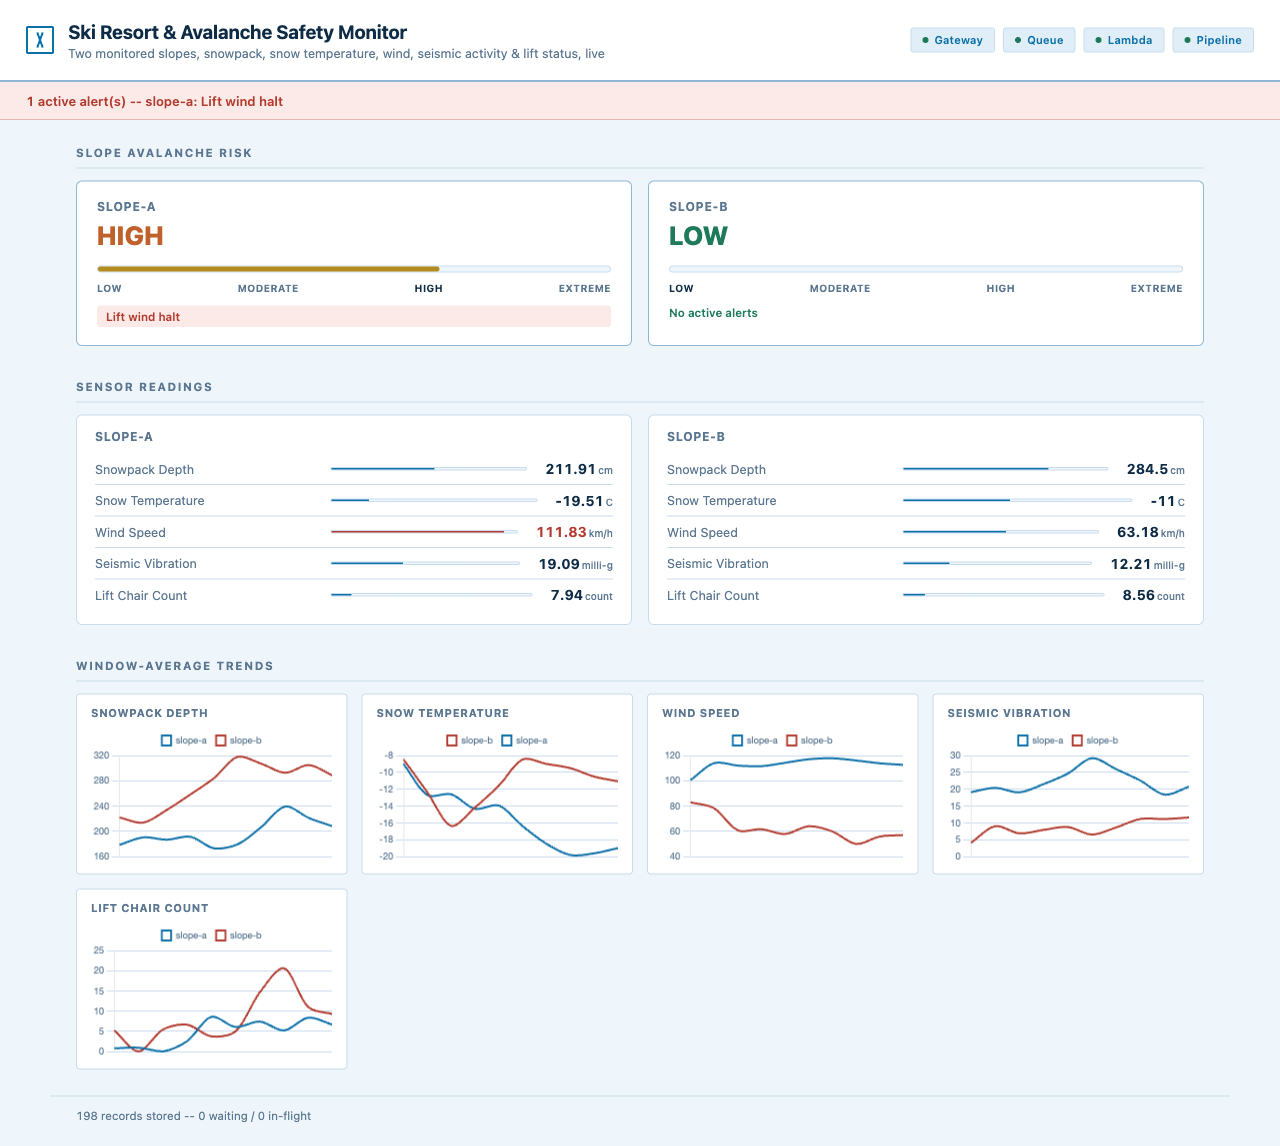 Ski Resort & Avalanche Safety Monitor
Two monitored slopes, snowpack, snow temperature, wind, seismic activity & lift status, live
Gateway
Queue
Lambda
Pipeline
1 active alert(s) -- slope-a: Lift wind halt
SLOPE AVALANCHE RISK
SLOPE-A
HIGH
LOW MODERATE HIGH EXTREME
Lift wind halt
SLOPE-B
LOW
LOW MODERATE HIGH EXTREME
No active alerts
SENSOR READINGS
SLOPE-A
Snowpack Depth 211.91 cm
Snow Temperature -19.51 C
Wind Speed 111.83 km/h
Seismic Vibration 19.09 milli-g
Lift Chair Count 7.94 count
SLOPE-B
Snowpack Depth 284.5 cm
Snow Temperature -11 C
Wind Speed 63.18 km/h
Seismic Vibration 12.21 milli-g
Lift Chair Count 8.56 count
WINDOW-AVERAGE TRENDS
SNOWPACK DEPTH
slope-a slope-b
320
280
240
200
160
SNOW TEMPERATURE
slope-b slope-a
-8
-10
-12
-14
-16
-18
-20
WIND SPEED
slope-a slope-b
120
100
80
60
40
SEISMIC VIBRATION
slope-a slope-b
30
25
20
15
10
5
0
LIFT CHAIR COUNT
slope-a slope-b
25
20
15
10
5
0
198 records stored -- 0 waiting / 0 in-flight